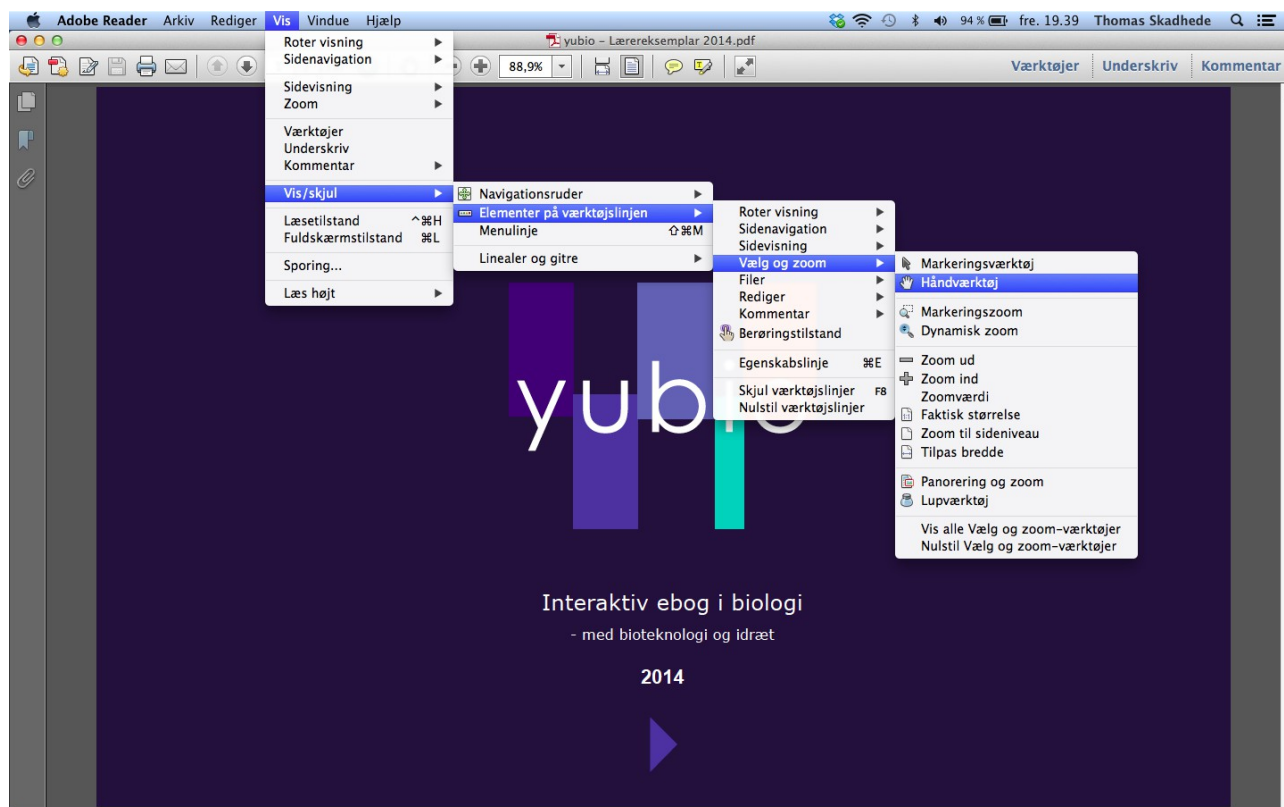 Adobe Reader Arkiv Rediger Vis Vindue Hjælp 94 % fre. 19.39 Thomas Skadhede
yubio – Lærereksemplar 2014.pdf
88,9% Værktøjer Underskriv Kommentar
Roter visning
Sidenavigation
Sidevisning
Zoom
Værktøjer
Underskriv
Kommentar
Vis/skjul
Læsetilstand ^⌘H
Fuldskærmstilstand ⌘L
Sporing...
Læs højt
Navigationsruder
Elementer på værktøjslinjen
Menulinje ⇧⌘M
Linealer og gitre
Roter visning
Sidenavigation
Sidevisning
Vælg og zoom
Filer
Rediger
Kommentar
Berøringstilstand
Egenskabslinje ⌘E
Skjul værktøjslinjer F8
Nulstil værktøjslinjer
Markeringsværktøj
Håndværktøj
Markeringszoom
Dynamisk zoom
Zoom ud
Zoom ind
Zoomværdi
Faktisk størrelse
Zoom til sideniveau
Tilpas bredde
Panorering og zoom
Lupværktøj
Vis alle Vælg og zoom-værktøjer
Nulstil Vælg og zoom-værktøjer
yubio
Interaktiv ebog i biologi
- med bioteknologi og idræt
2014